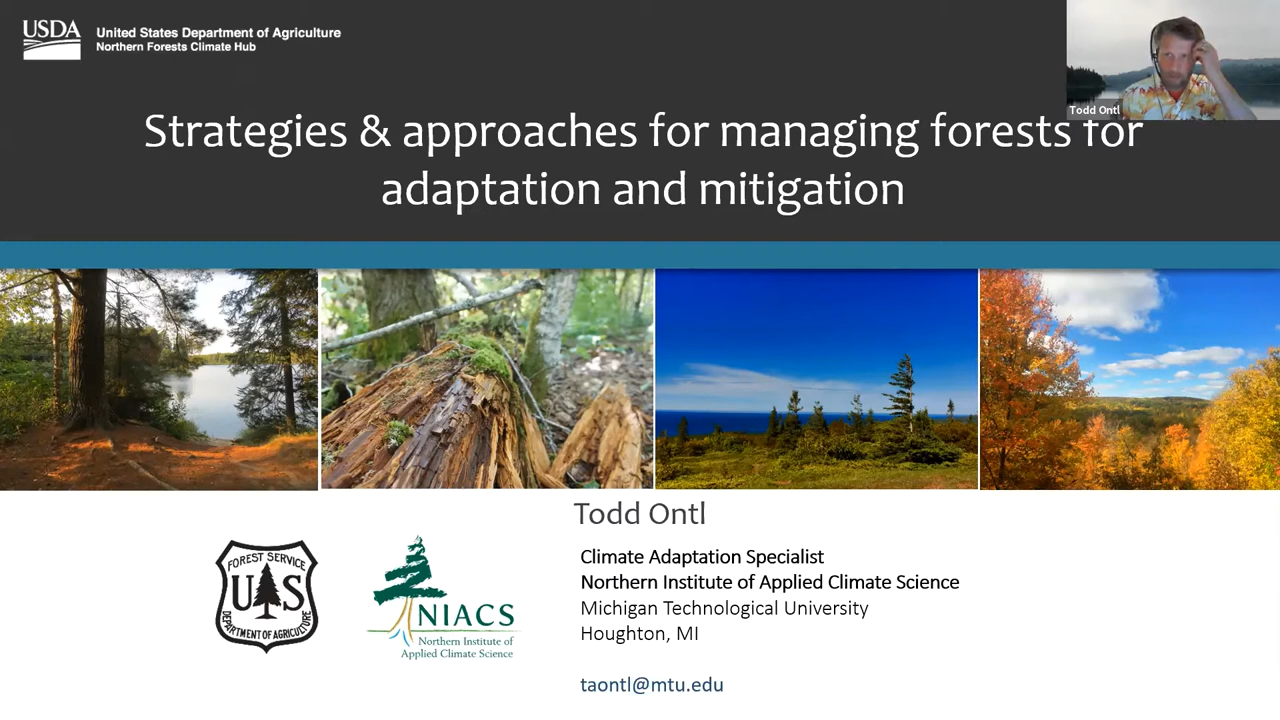 USDA
United States Department of Agriculture
Northern Forests Climate Hub
Todd Ontl
Strategies & approaches for managing forests for
adaptation and mitigation
Todd Ontl
Climate Adaptation Specialist
Northern Institute of Applied Climate Science
Michigan Technological University
Houghton, MI
taontl@mtu.edu
FOREST SERVICE
U S
DEPARTMENT OF AGRICULTURE
NIACS
Northern Institute of
Applied Climate Science